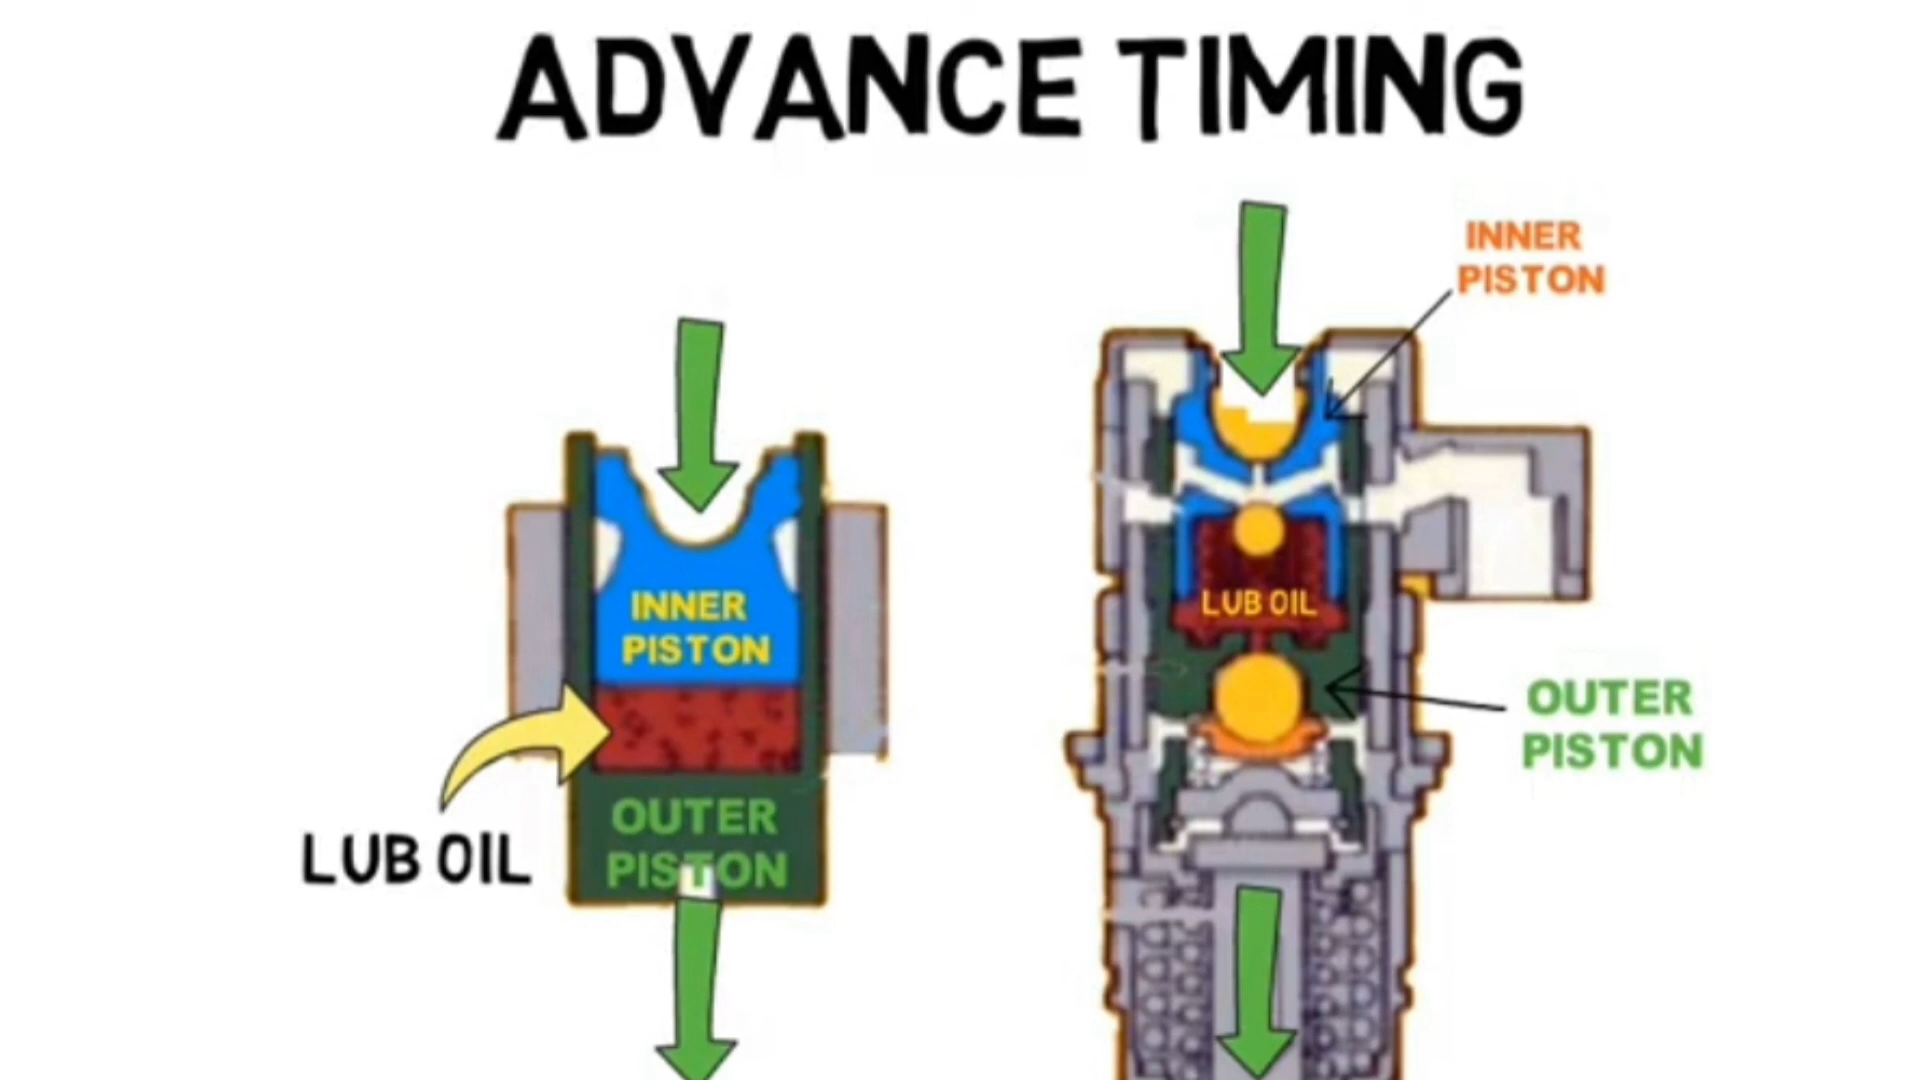 ADVANCE TIMING
INNER
PISTON
INNER
PISTON
LUB OIL
OUTER
PISTON
LUB OIL
OUTER
PISTON